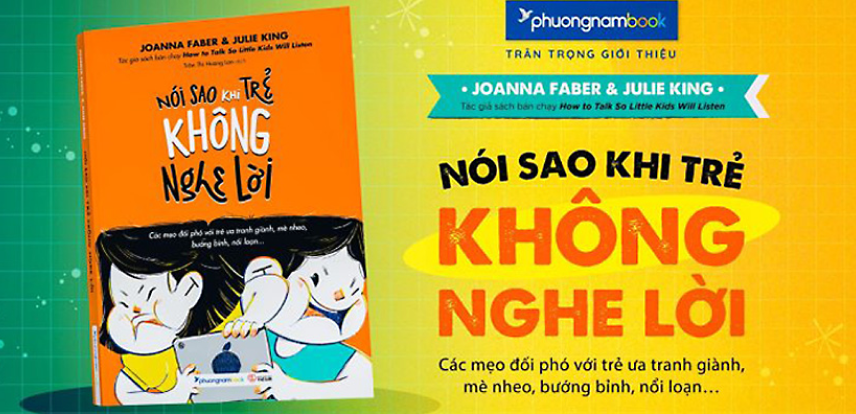 JOANNA FABER & JULIE KING
Tác giả sách bán chạy How to Talk So Little Kids Will Listen
NÓI SAO KHI TRẺ
KHÔNG
Nghe Lời
Các mẹo đối phó với trẻ ưa tranh giành, mè nheo,
bướng bỉnh, nổi loạn...
phuongnambook
phuongnambook
TRÂN TRỌNG GIỚI THIỆU
• JOANNA FABER & JULIE KING •
Tác giả sách bán chạy How to Talk So Little Kids Will Listen
NÓI SAO KHI TRẺ
KHÔNG
NGHE LỜI
Các mẹo đối phó với trẻ ưa tranh giành,
mè nheo, bướng bỉnh, nổi loạn...